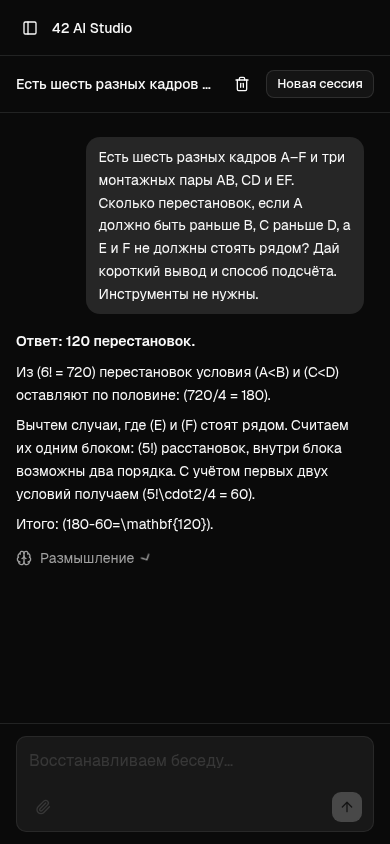 42 AI Studio
Есть шесть разных кадров ...
Новая сессия
Есть шесть разных кадров A–F и три
монтажных пары AB, CD и EF.
Сколько перестановок, если A
должно быть раньше B, C раньше D, а
E и F не должны стоять рядом? Дай
короткий вывод и способ подсчёта.
Инструменты не нужны.
Ответ: 120 перестановок.
Из (6! = 720) перестановок условия (A<B) и (C<D)
оставляют по половине: (720/4 = 180).
Вычтем случаи, где (E) и (F) стоят рядом. Считаем
их одним блоком: (5!) расстановок, внутри блока
возможны два порядка. С учётом первых двух
условий получаем (5!\cdot2/4 = 60).
Итого: (180-60=\mathbf{120}).
Размышление
Восстанавливаем беседу...